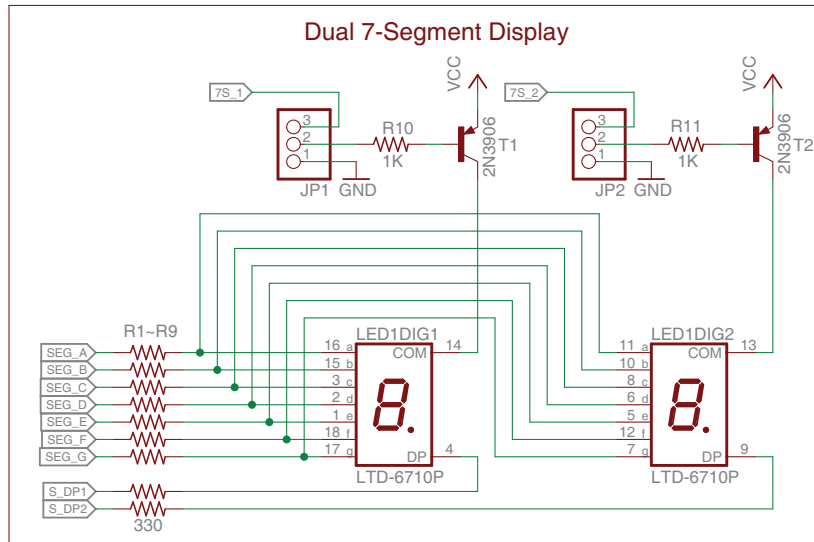 Dual 7-Segment Display
7S_1
VCC
3
2
1
JP1
R10
1K
GND
2N3906
T1
7S_2
VCC
3
2
1
JP2
R11
1K
GND
2N3906
T2
R1~R9
SEG_A
SEG_B
SEG_C
SEG_D
SEG_E
SEG_F
SEG_G
S_DP1
S_DP2
330
LED1DIG1
16 a
15 b
3 c
2 d
1 e
18 f
17 g
COM 14
8.
DP 4
LTD-6710P
LED1DIG2
11 a
10 b
8 c
6 d
5 e
12 f
7 g
COM 13
8.
DP 9
LTD-6710P